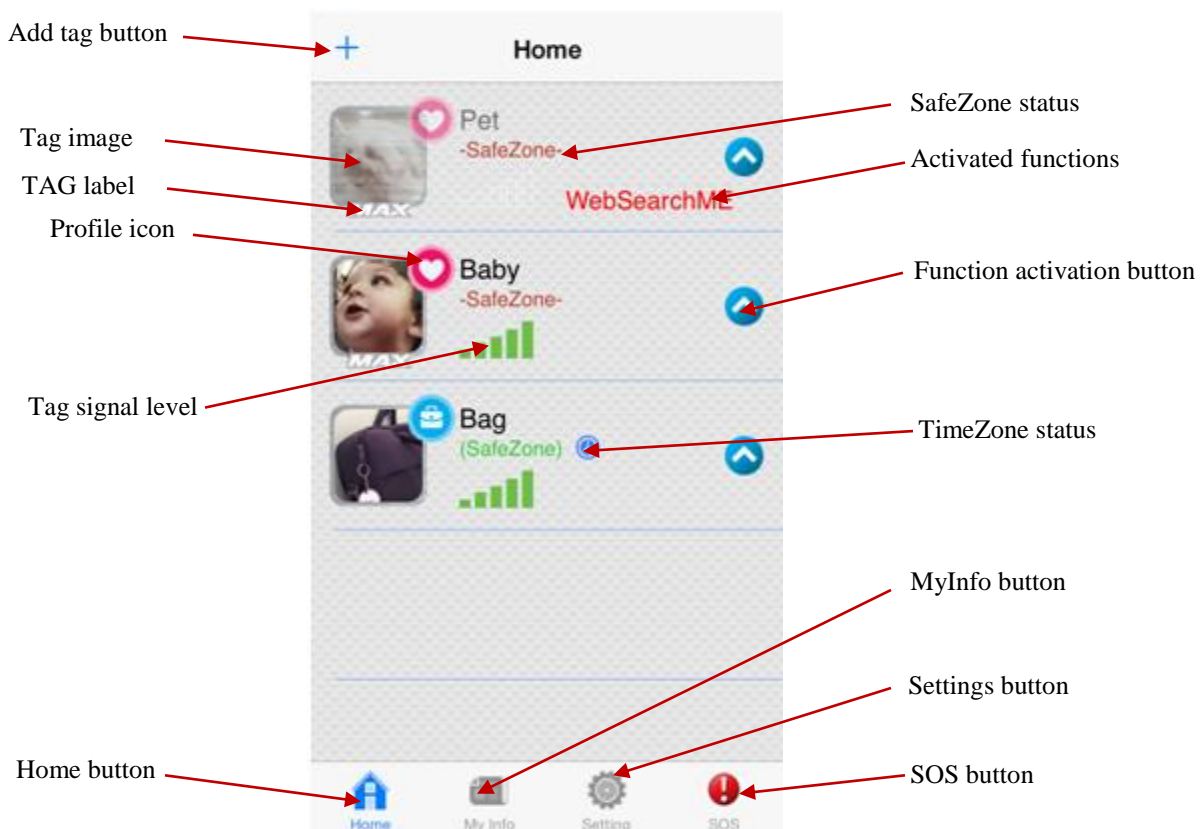 Add tag button
Home
Pet
-SafeZone-
SafeZone status
Tag image
Activated functions
TAG label
MAX
WebSearchME
Profile icon
Baby
-SafeZone-
Function activation button
MAX
Tag signal level
Bag
(SafeZone)
TimeZone status
MyInfo button
Settings button
Home button
SOS button
Home
My Info
Setting
SOS